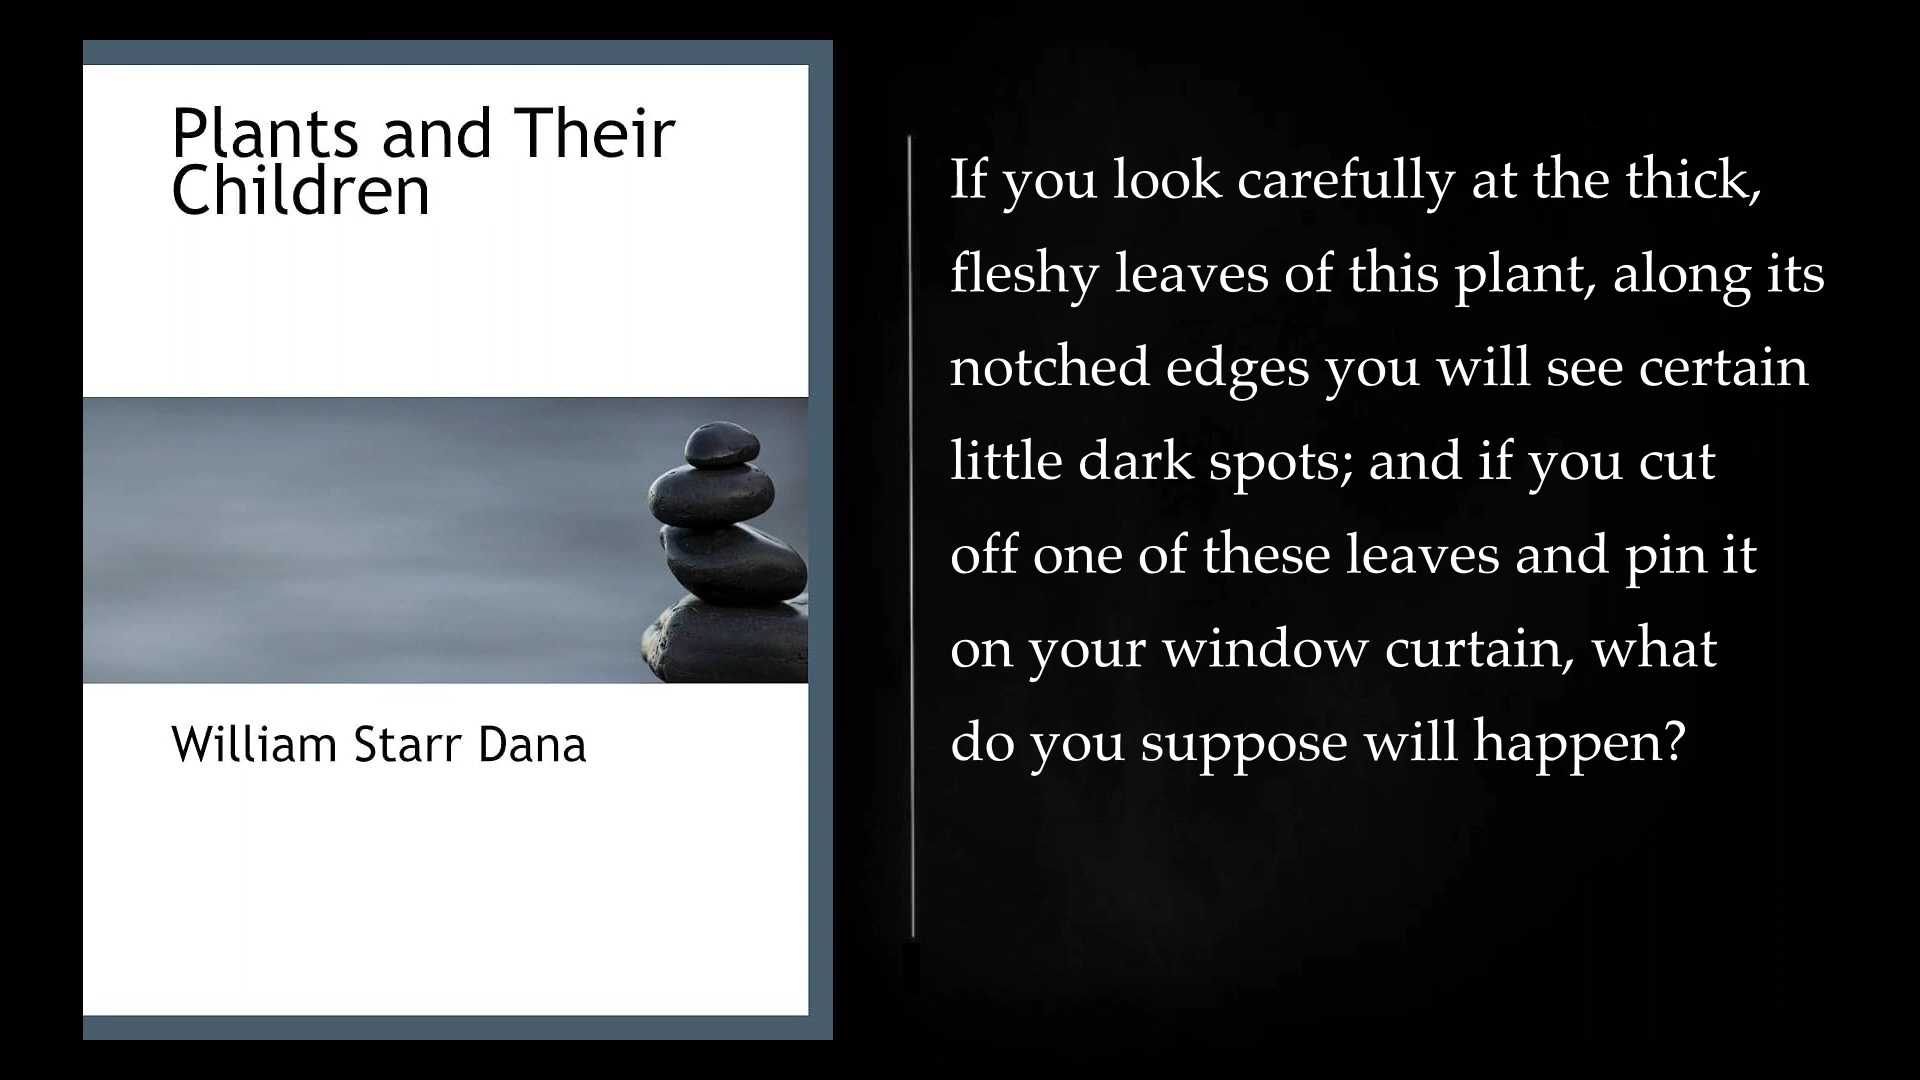 Plants and Their
Children
William Starr Dana
If you look carefully at the thick,
fleshy leaves of this plant, along its
notched edges you will see certain
little dark spots; and if you cut
off one of these leaves and pin it
on your window curtain, what
do you suppose will happen?